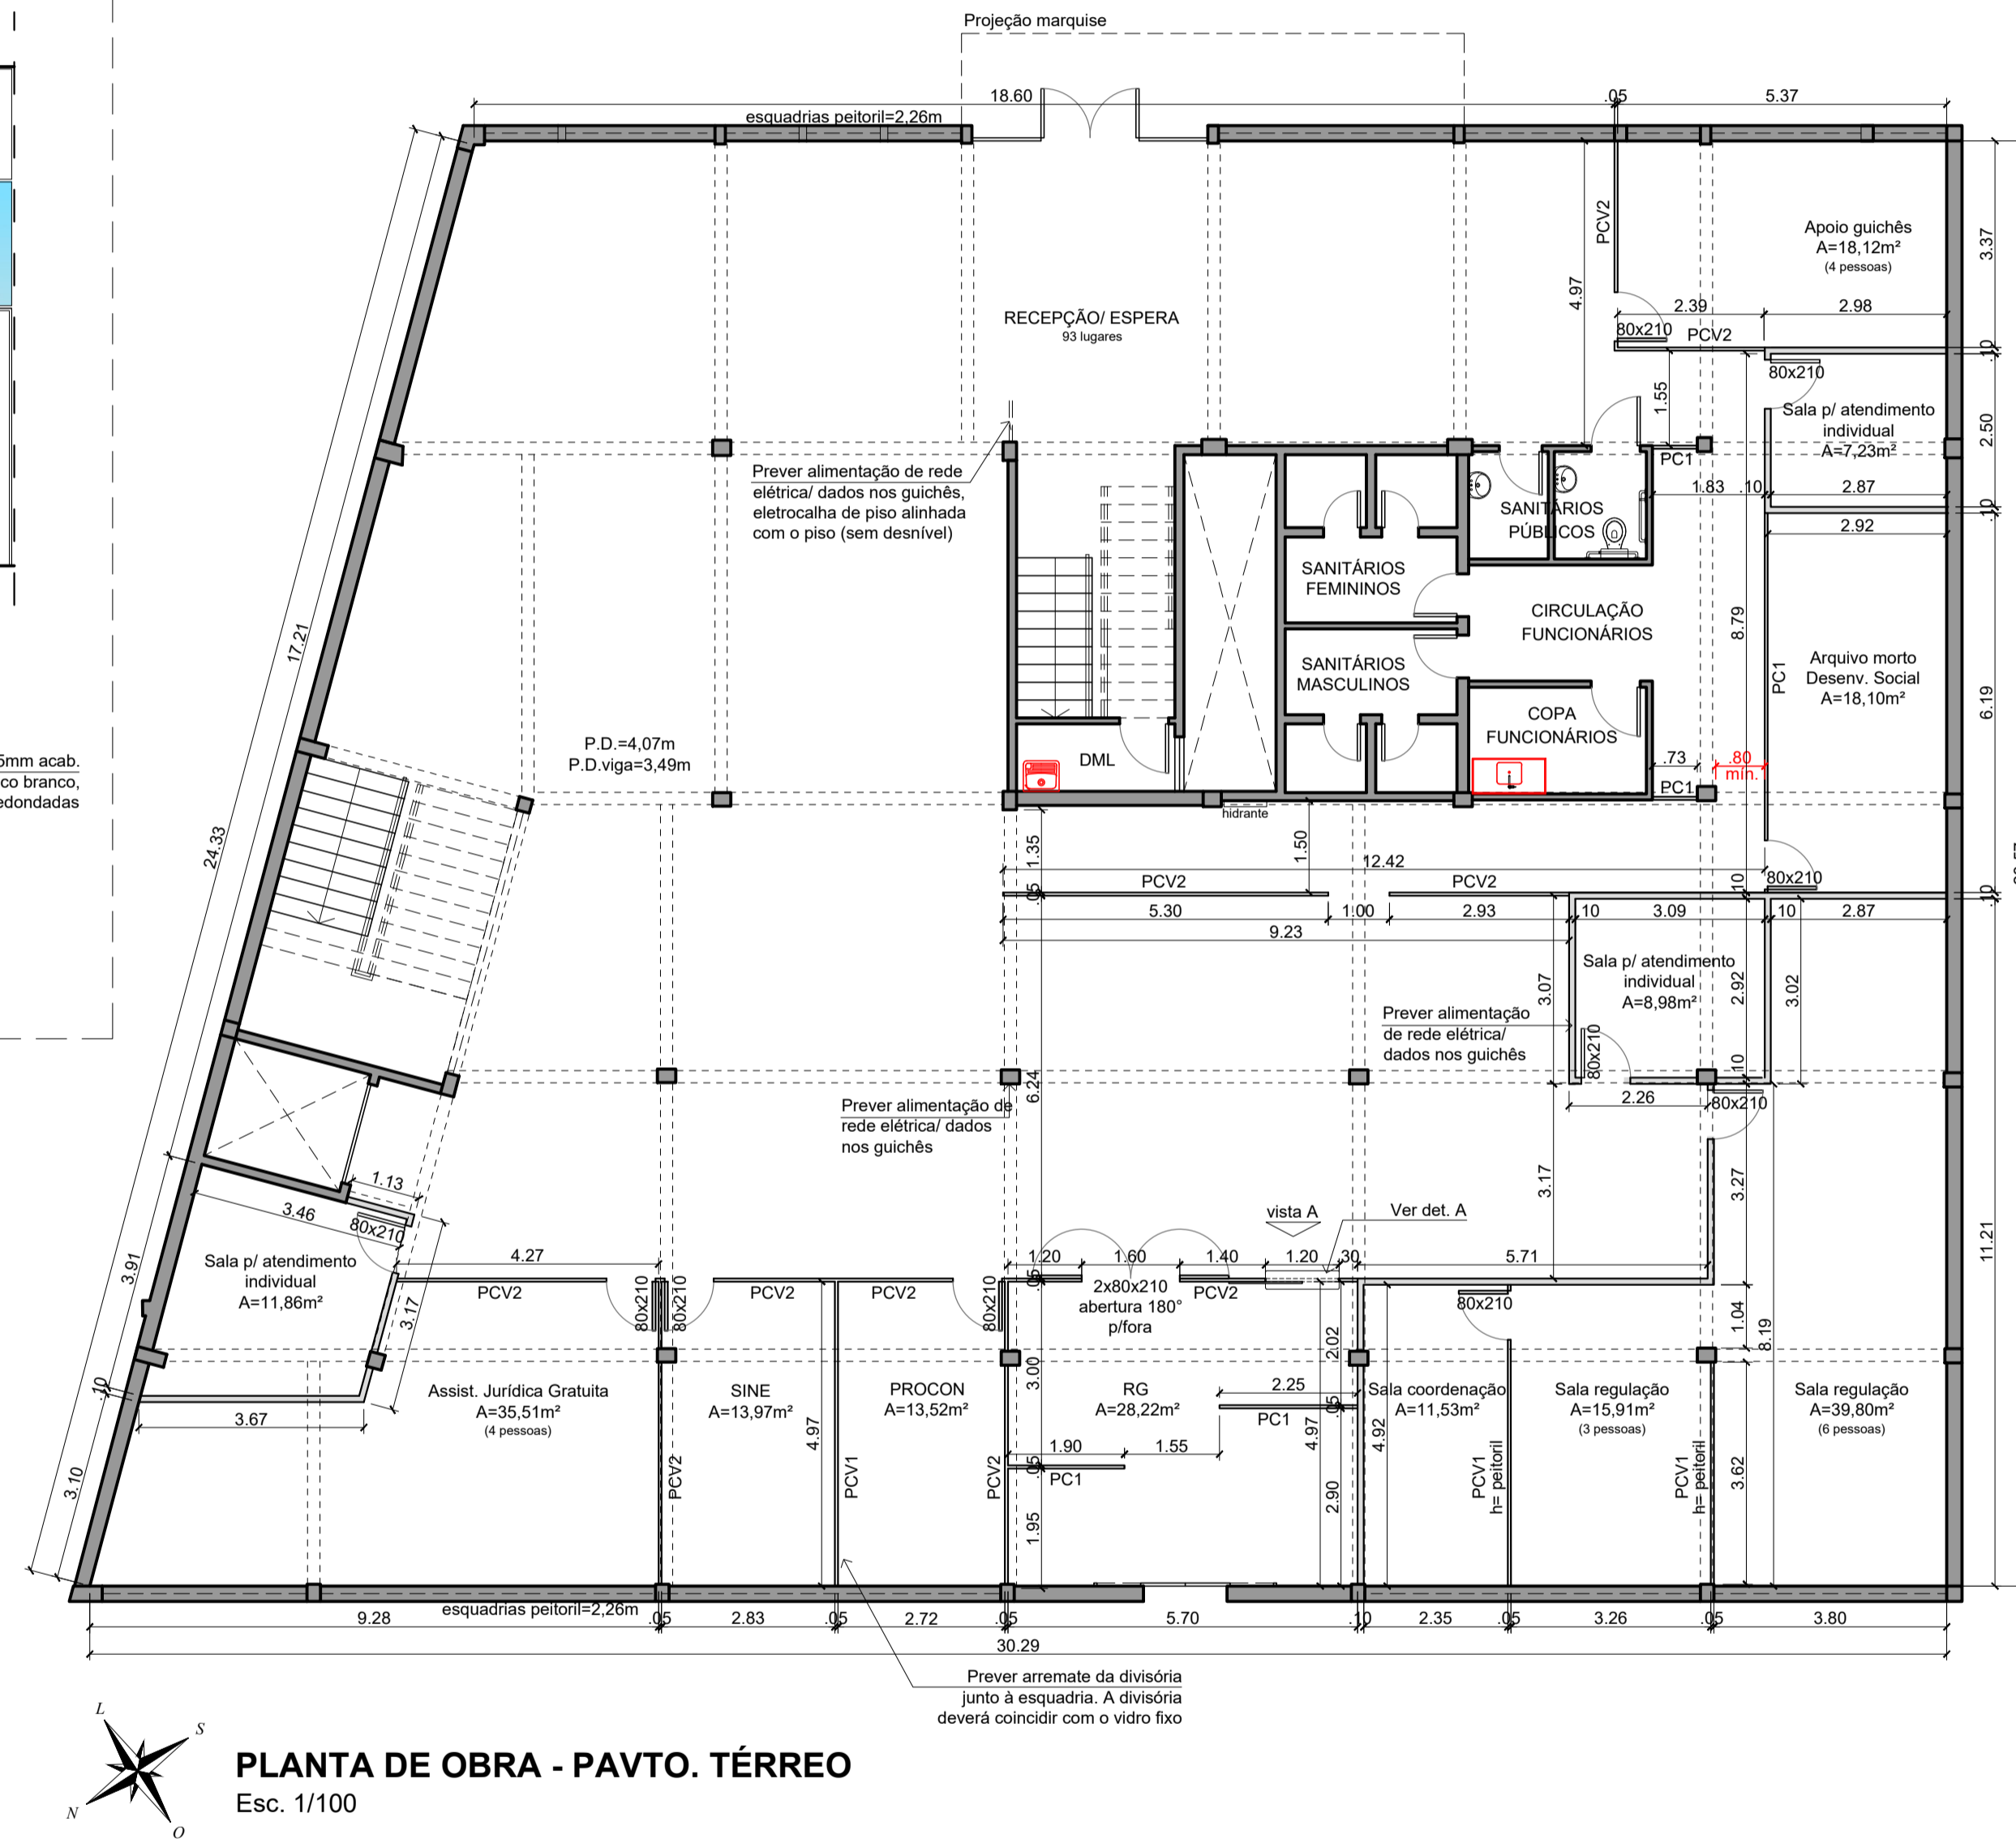 Projeção marquise
18.60
.05
5.37
esquadrias peitoril=2,26m
PCV2
4.97
Apoio guichês
A=18,12m²
(4 pessoas)
3.37
2.39
2.98
80x210
PCV2
.10
80x210
RECEPÇÃO/ ESPERA
93 lugares
1.55
Sala p/ atendimento
individual
A=7,23m²
2.50
PC1
1.83
.10
2.87
.10
2.92
Prever alimentação de rede
elétrica/ dados nos guichês,
eletrocalha de piso alinhada
com o piso (sem desnível)
SANITÁRIOS
PÚBLICOS
SANITÁRIOS
FEMININOS
CIRCULAÇÃO
FUNCIONÁRIOS
8.79
17.21
SANITÁRIOS
MASCULINOS
PC1
Arquivo morto
Desenv. Social
A=18,10m²
6.19
COPA
FUNCIONÁRIOS
P.D.=4,07m
P.D.viga=3,49m
DML
.73
.80
mín.
PC1
5mm acab.
co branco,
edondadas
hidrante
24.33
1.35
1.50
12.42
.05
PCV2
PCV2
.10
80x210
.10
5.30
1.00
2.93
10
3.09
10
2.87
9.23
Sala p/ atendimento
individual
A=8,98m²
3.07
2.92
3.02
Prever alimentação
de rede elétrica/
dados nos guichês
80x210
10
6.24
2.26
80x210
Prever alimentação de
rede elétrica/ dados
nos guichês
1.13
3.46
80x210
3.17
3.27
vista A
Ver det. A
11.21
3.91
Sala p/ atendimento
individual
A=11,86m²
4.27
1.20
1.60
1.40
1.20
.30
5.71
PCV2
80x210
80x210
PCV2
PCV2
80x210
.05
2x80x210
abertura 180°
p/fora
PCV2
80x210
3.17
2.02
1.04
8.19
.10
3.67
Assist. Jurídica Gratuita
A=35,51m²
(4 pessoas)
SINE
A=13,97m²
PROCON
A=13,52m²
3.00
RG
A=28,22m²
2.25
Sala coordenação
A=11,53m²
Sala regulação
A=15,91m²
(3 pessoas)
Sala regulação
A=39,80m²
(6 pessoas)
4.97
.05
PC1
4.97
4.92
1.90
1.55
3.10
PCV2
PCV1
PCV2
.05
PC1
2.90
PCV1
h= peitoril
PCV1
h= peitoril
3.62
1.95
9.28
esquadrias peitoril=2,26m
.05
2.83
.05
2.72
.05
5.70
.10
2.35
.05
3.26
.05
3.80
30.29
Prever arremate da divisória
junto à esquadria. A divisória
deverá coincidir com o vidro fixo
L
S
N
O
PLANTA DE OBRA - PAVTO. TÉRREO
Esc. 1/100